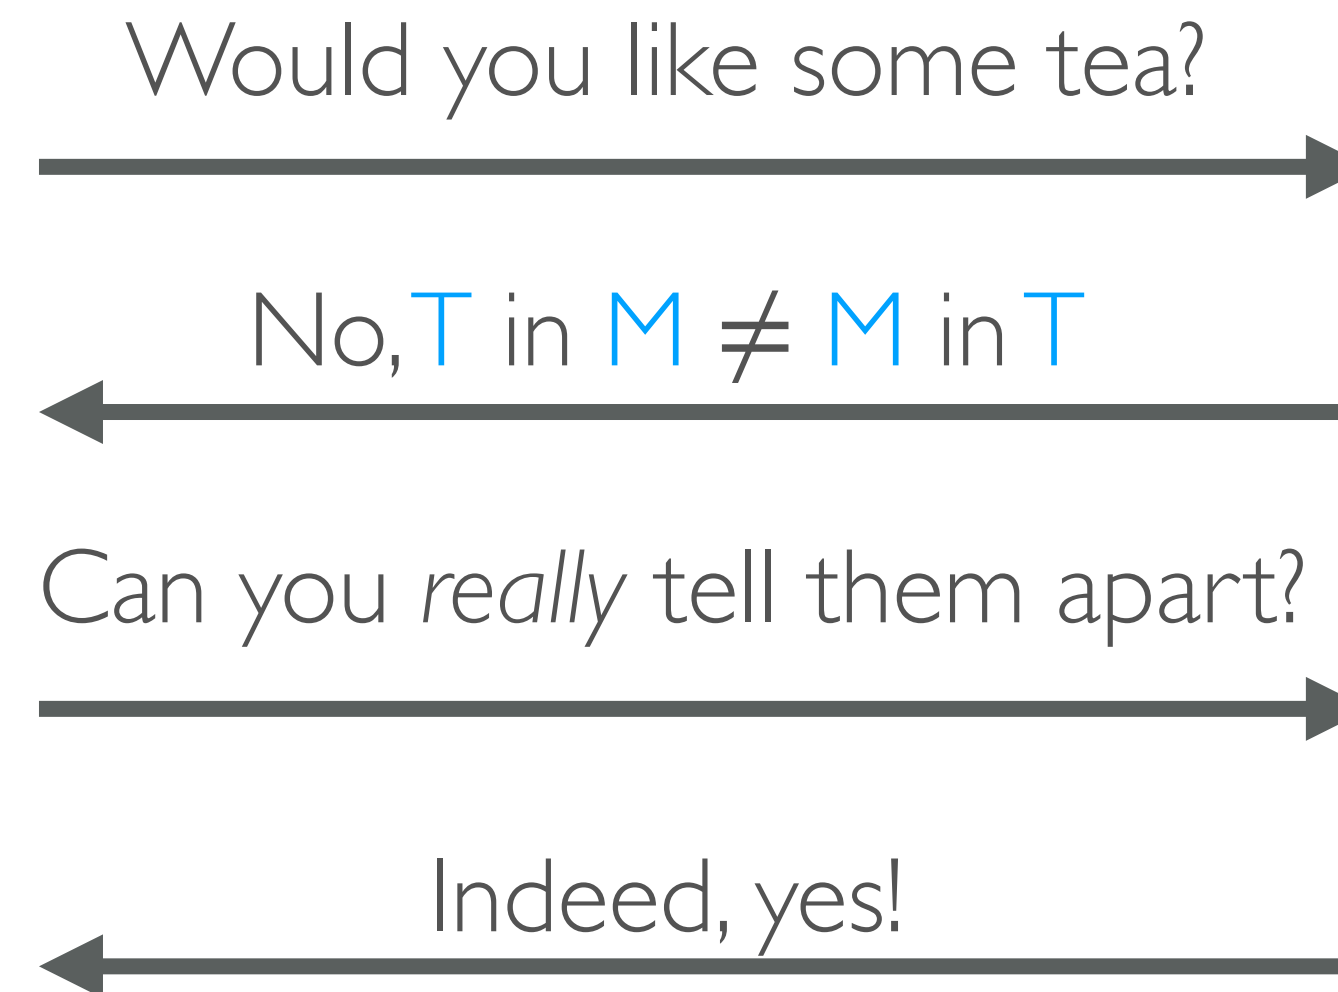 Would you like some tea?
No, T in M ≠ M in T
Can you really tell them apart?
Indeed, yes!